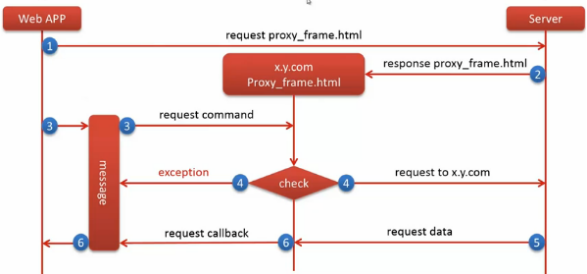 Web APP
Server
request proxy_frame.html
1
x.y.com
Proxy_frame.html
response proxy_frame.html
2
3
3
request command
message
exception
4
check
4
request to x.y.com
6
request callback
6
request data
5